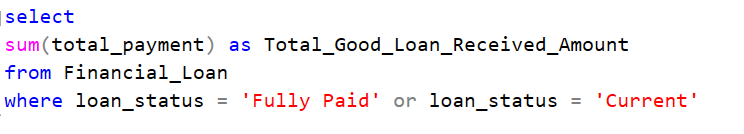 select
sum(total_payment) as Total_Good_Loan_Received_Amount
from Financial_Loan
where loan_status = 'Fully Paid' or loan_status = 'Current'